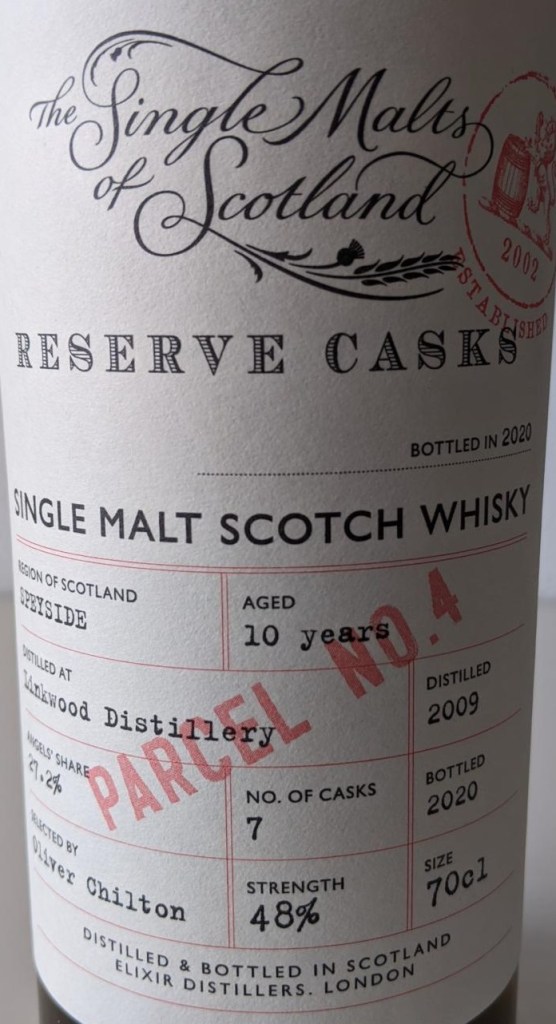 The Single Malts
of Scotland
2002
ESTABLISHED
RESERVE CASKS
BOTTLED IN 2020
SINGLE MALT SCOTCH WHISKY
REGION OF SCOTLAND
SPEYSIDE
AGED
10 years
PARCEL NO.4
DISTILLED AT
Linkwood Distillery
DISTILLED
2009
ANGELS' SHARE
27.2%
NO. OF CASKS
7
BOTTLED
2020
SELECTED BY
Oliver Chilton
STRENGTH
48%
SIZE
70cl
DISTILLED & BOTTLED IN SCOTLAND
ELIXIR DISTILLERS. LONDON